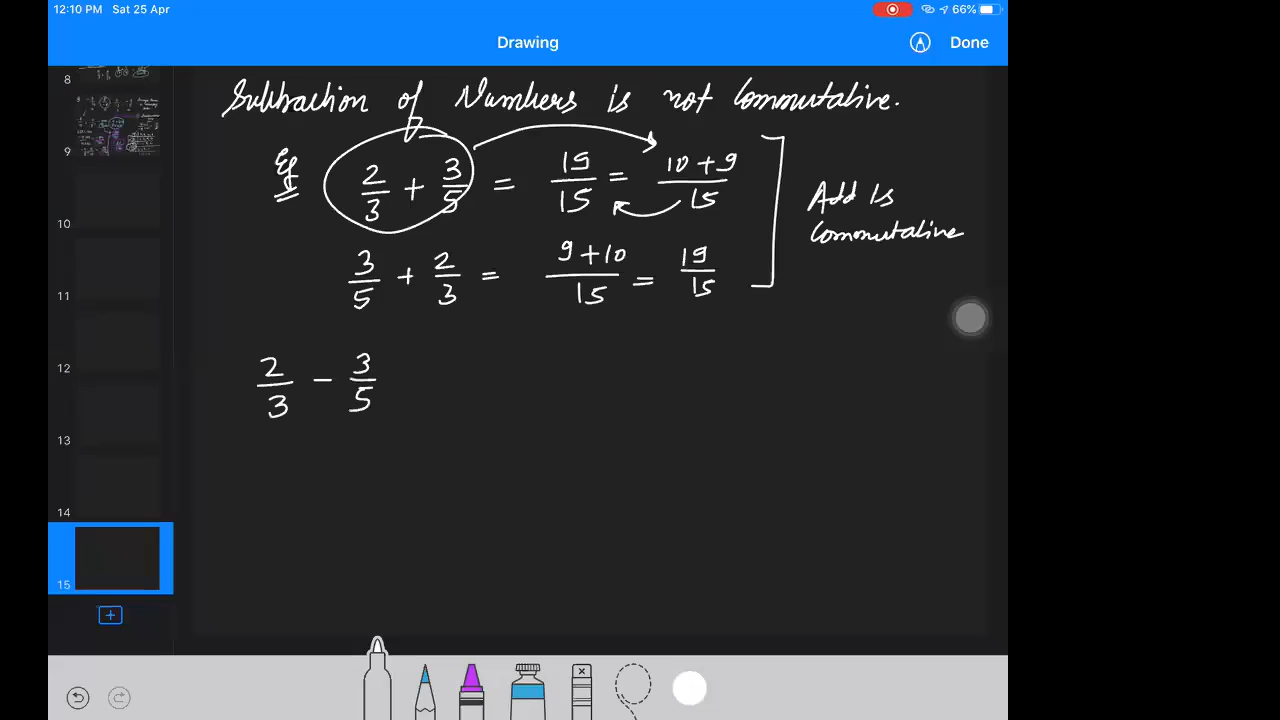 12:10 PM Sat 25 Apr 66%
Drawing Done
8
9
10
11
12
13
14
15
Subtraction of Numbers is not Commutative.
Eg 2/3 + 3/5 = 19/15 = 10+9/15
3/5 + 2/3 = 9+10/15 = 19/15
Add is
Commutative
2/3 - 3/5